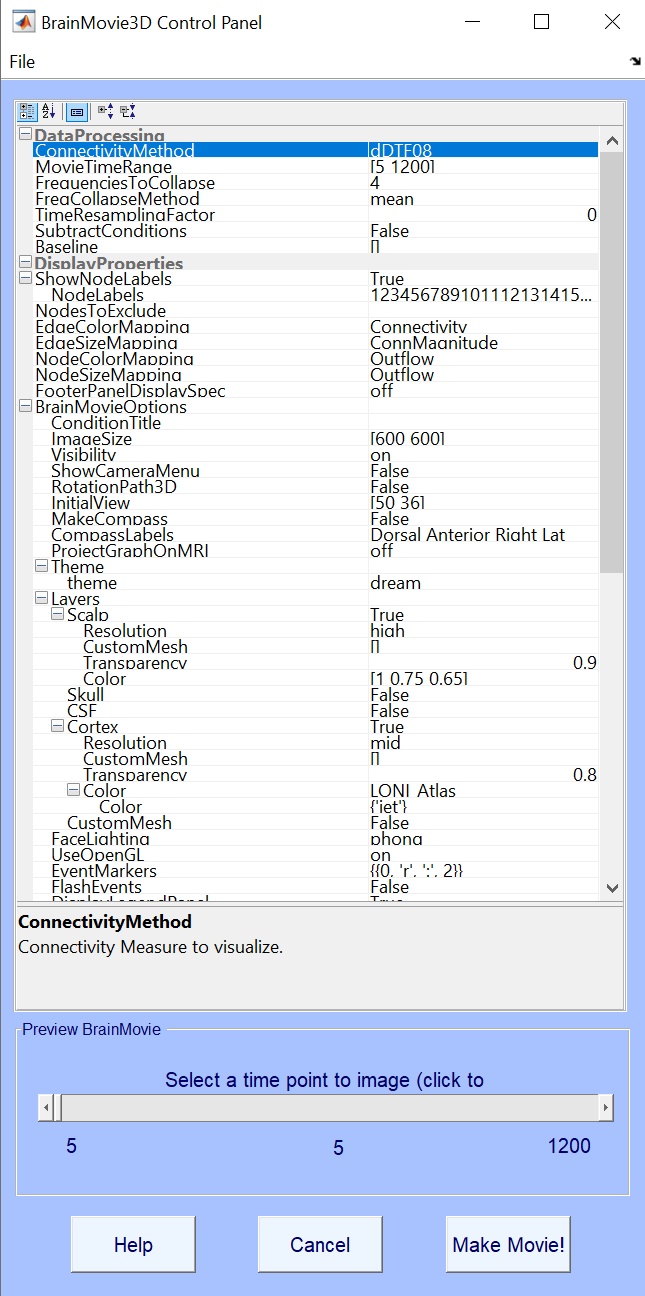 BrainMovie3D Control Panel
File
DataProcessing
ConnectivityMethod dDTF08
MovieTimeRange [5 1200]
FrequenciesToCollapse 4
FreqCollapseMethod mean
TimeResamplingFactor 0
SubtractConditions False
Baseline []
DisplayProperties
ShowNodeLabels True
NodeLabels 123456789101112131415...
NodesToExclude
EdgeColorMapping Connectivity
EdgeSizeMapping ConnMagnitude
NodeColorMapping Outflow
NodeSizeMapping Outflow
FooterPanelDisplaySpec off
BrainMovieOptions
ConditionTitle
ImageSize [600 600]
Visibility on
ShowCameraMenu False
RotationPath3D False
InitialView [50 36]
MakeCompass False
CompassLabels Dorsal Anterior Right Lat
ProjectGraphOnMRI off
Theme
theme dream
Layers
Scalp True
Resolution high
CustomMesh []
Transparency 0.9
Color [1 0.75 0.65]
Skull False
CSF False
Cortex True
Resolution mid
CustomMesh []
Transparency 0.8
Color LONI_Atlas
Color {'jet'}
CustomMesh False
FaceLighting phong
UseOpenGL on
EventMarkers {{0, 'r', ':', 2}}
FlashEvents False
DisplayLegendPanel True
ConnectivityMethod
Connectivity Measure to visualize.
Preview BrainMovie
Select a time point to image (click to
5 5 1200
Help Cancel Make Movie!